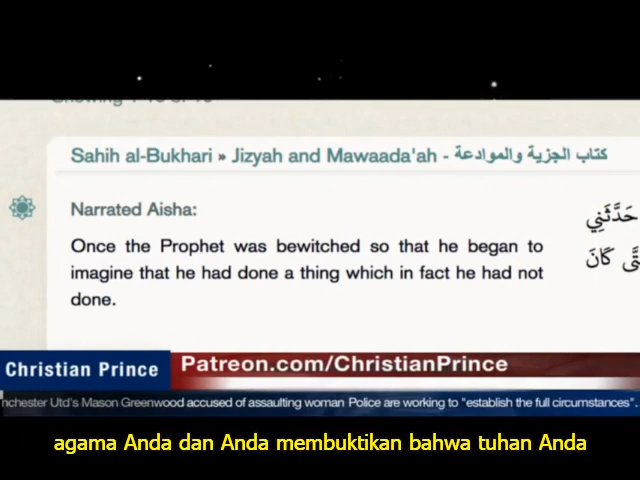 Sahih al-Bukhari » Jizyah and Mawaada'ah - كتاب الجزية والموادعة
Narrated Aisha:
حَدَّثَنِي
Once the Prophet was bewitched so that he began to
imagine that he had done a thing which in fact he had not
done.
كَانَ
Christian Prince
Patreon.com/ChristianPrince
Utd's Mason Greenwood accused of assaulting woman Police are working to "establish the full circumstances".
agama Anda dan Anda membuktikan bahwa tuhan Anda